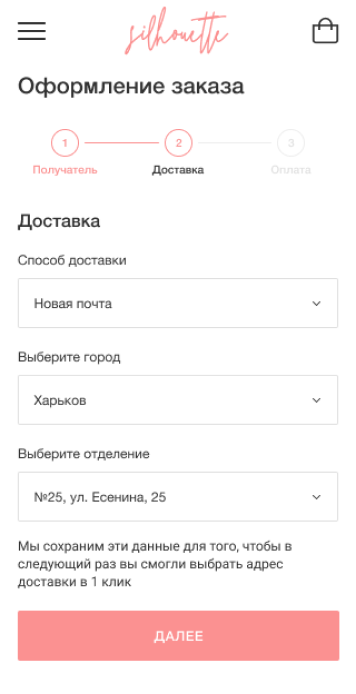 silhouette
Оформление заказа
1 2 3
Получатель Доставка Оплата
Доставка
Способ доставки
Новая почта
Выберите город
Харьков
Выберите отделение
№25, ул. Есенина, 25
Мы сохраним эти данные для того, чтобы в
следующий раз вы смогли выбрать адрес
доставки в 1 клик
ДАЛЕЕ